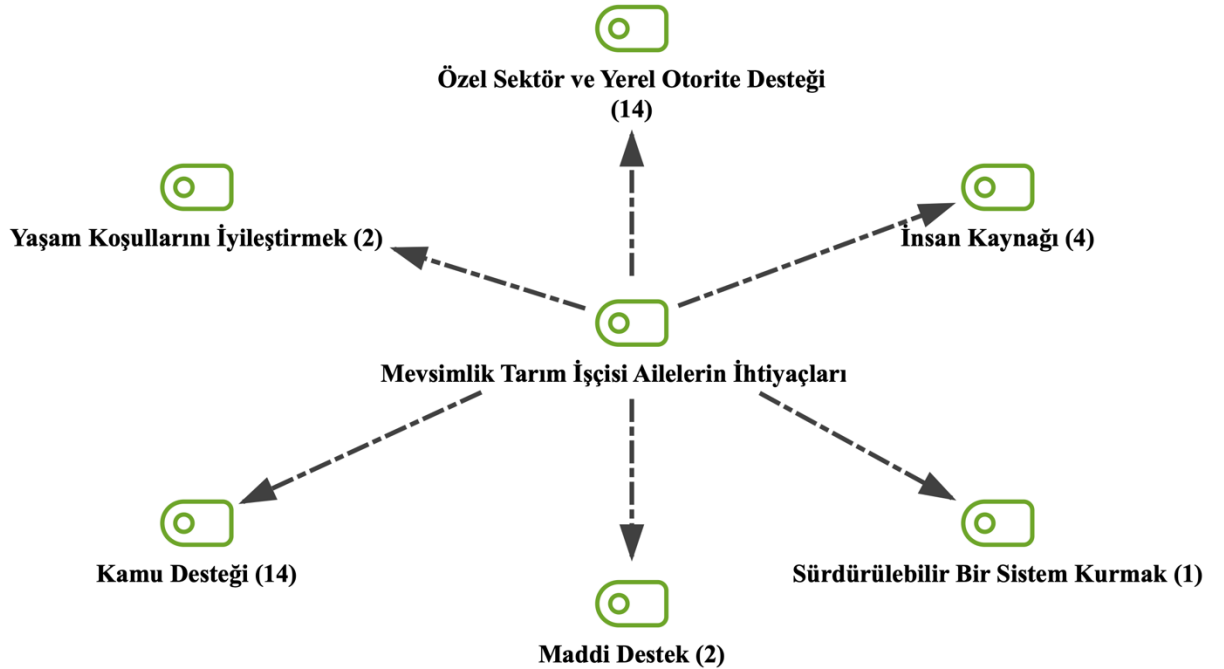 Özel Sektör ve Yerel Otorite Desteği
(14)
Yaşam Koşullarını İyileştirmek (2)
İnsan Kaynağı (4)
Mevsimlik Tarım İşçisi Ailelerin İhtiyaçları
Kamu Desteği (14)
Sürdürülebilir Bir Sistem Kurmak (1)
Maddi Destek (2)